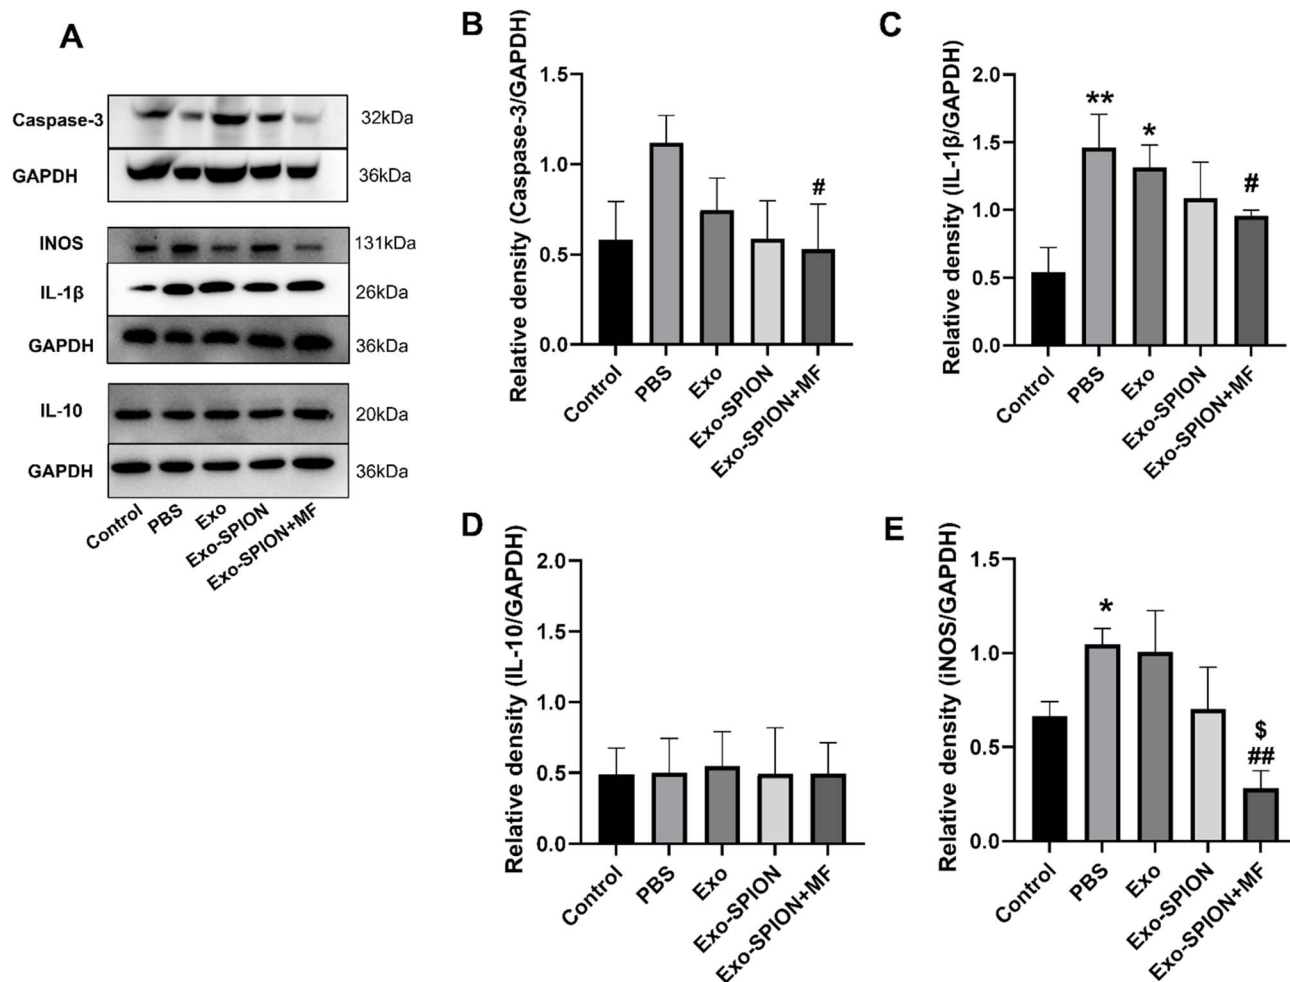 A
Caspase-3 32kDa
GAPDH 36kDa
INOS 131kDa
IL-1β 26kDa
GAPDH 36kDa
IL-10 20kDa
GAPDH 36kDa
Control PBS Exo Exo-SPION Exo-SPION+MF
B
Relative density (Caspase-3/GAPDH)
1.5
1.0
0.5
0.0
#
Control PBS Exo Exo-SPION Exo-SPION+MF
C
Relative density (IL-1β/GAPDH)
2.0
1.5
1.0
0.5
0.0
** * #
Control PBS Exo Exo-SPION Exo-SPION+MF
D
Relative density (IL-10/GAPDH)
2.0
1.5
1.0
0.5
0.0
Control PBS Exo Exo-SPION Exo-SPION+MF
E
Relative density (iNOS/GAPDH)
1.5
1.0
0.5
0.0
*
$
##
Control PBS Exo Exo-SPION Exo-SPION+MF